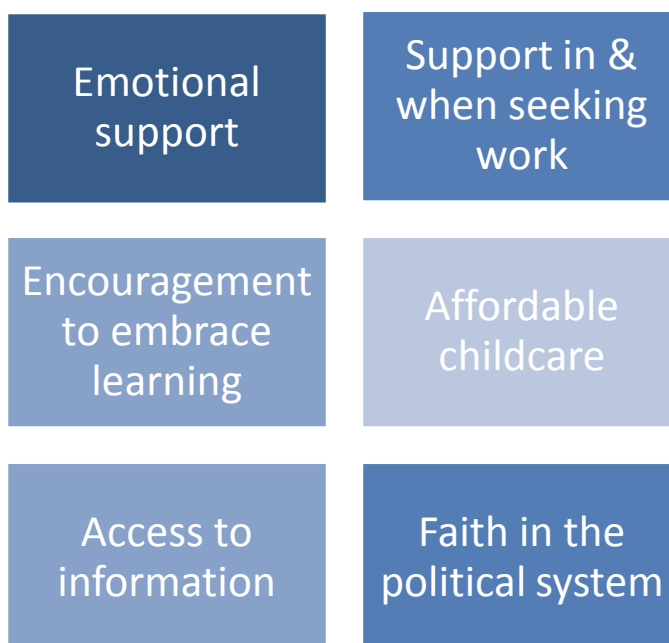 Emotional
support
Support in &
when seeking
work
Encouragement
to embrace
learning
Affordable
childcare
Access to
information
Faith in the
political system